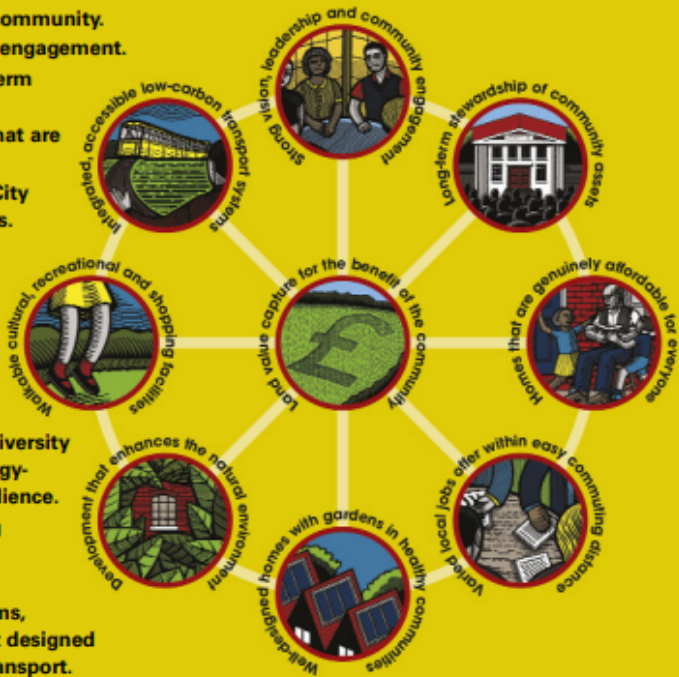 ommunity.
engagement.
erm
hat are
City
s.
iversity
gy-
dience.
ms,
t designed
ansport.
Strong vision, leadership and community engagement
Long-term stewardship of community assets
Homes that are genuinely affordable for everyone
Varied local jobs offer within easy commuting distance
Well-designed homes with gardens in healthy communities
Development that enhances the natural environment
Walkable cultural, recreational and shopping facilities
Integrated, accessible low-carbon transport systems
Land value capture for the benefit of the community
£